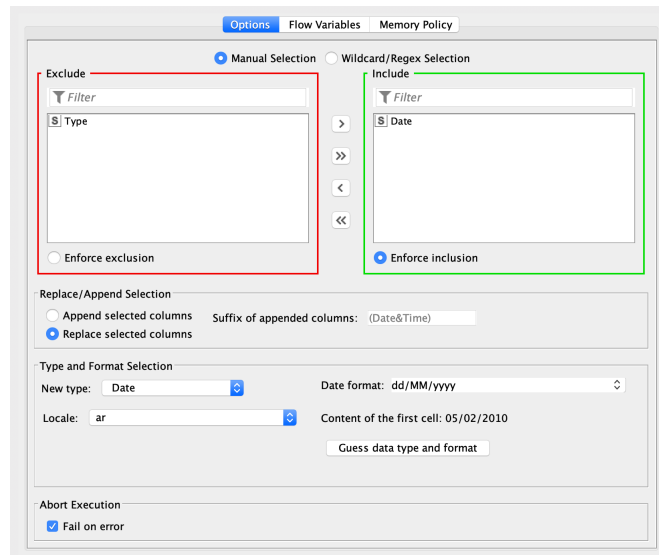 Options Flow Variables Memory Policy
Manual Selection Wildcard/Regex Selection
Exclude
Filter
S Type
Enforce exclusion
>
>>
<
<<
Include
Filter
S Date
Enforce inclusion
Replace/Append Selection
Append selected columns
Replace selected columns
Suffix of appended columns: (Date&Time)
Type and Format Selection
New type: Date
Date format: dd/MM/yyyy
Locale: ar
Content of the first cell: 05/02/2010
Guess data type and format
Abort Execution
Fail on error